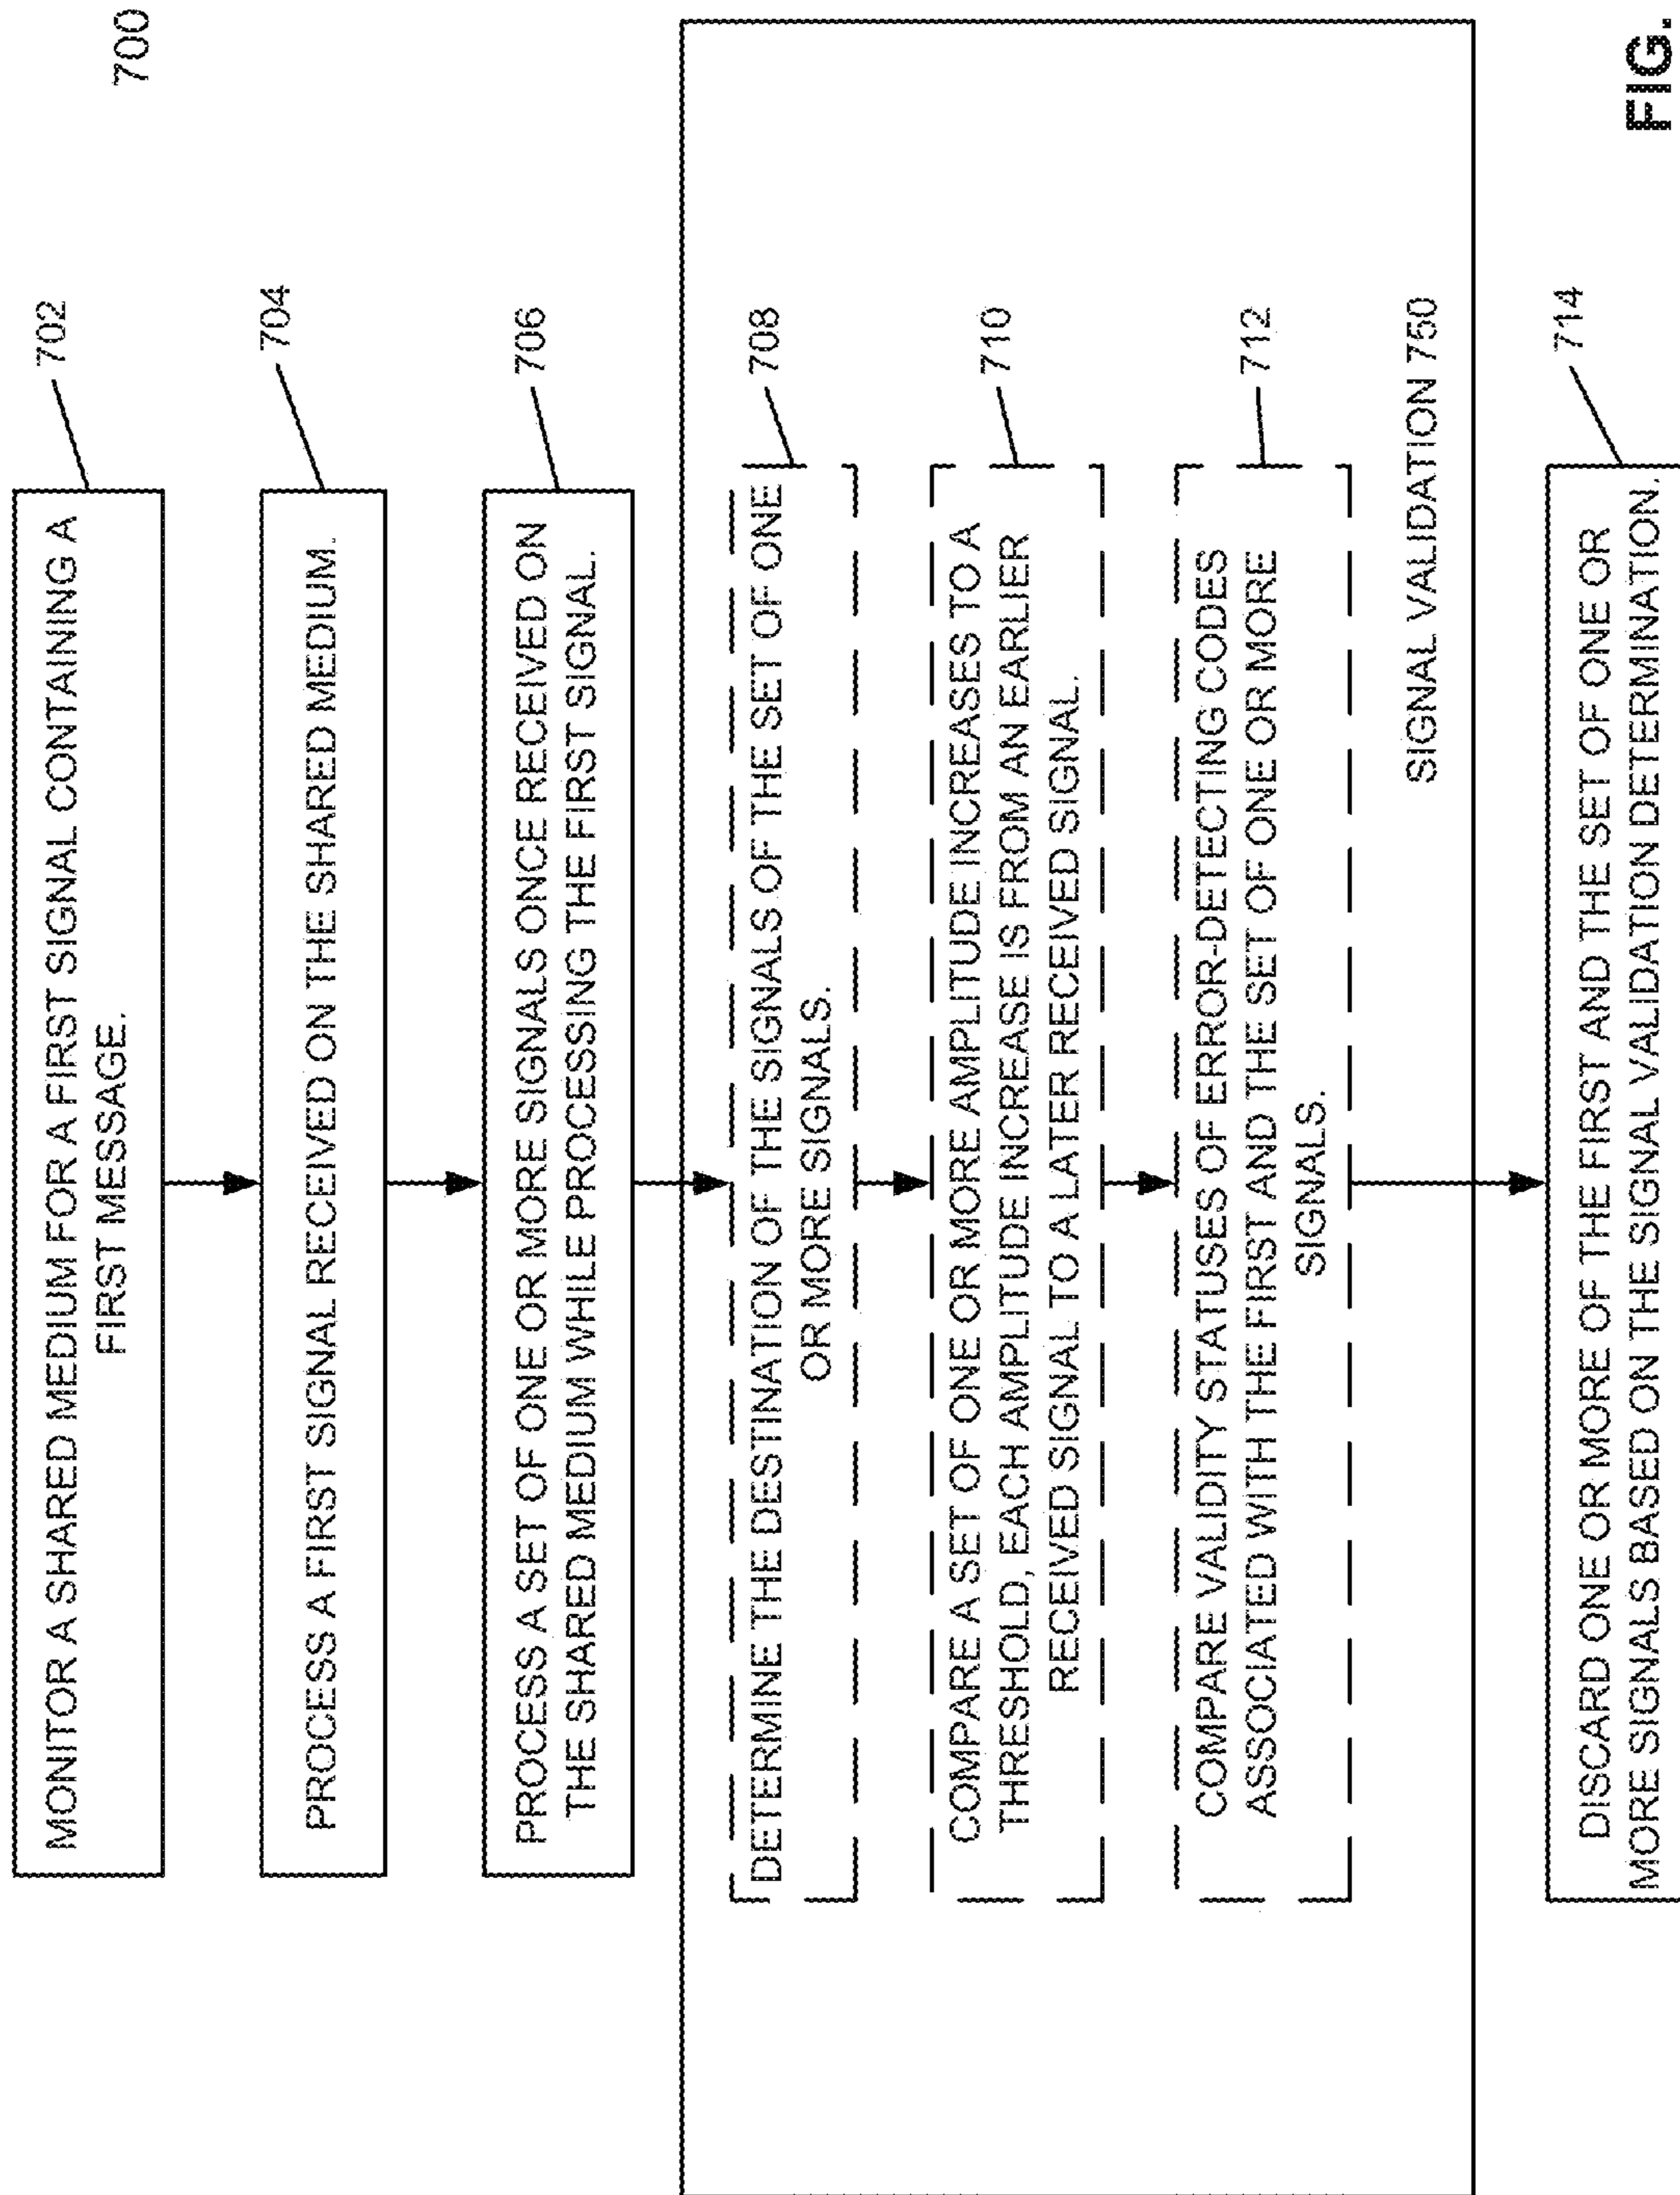 700
702
MONITOR A SHARED MEDIUM FOR A FIRST SIGNAL CONTAINING A
FIRST MESSAGE.
704
PROCESS A FIRST SIGNAL RECEIVED ON THE SHARED MEDIUM.
706
PROCESS A SET OF ONE OR MORE SIGNALS ONCE RECEIVED ON
THE SHARED MEDIUM WHILE PROCESSING THE FIRST SIGNAL.
708
DETERMINE THE DESTINATION OF THE SIGNALS OF THE SET OF ONE
OR MORE SIGNALS.
710
COMPARE A SET OF ONE OR MORE AMPLITUDE INCREASES TO A
THRESHOLD, EACH AMPLITUDE INCREASE IS FROM AN EARLIER
RECEIVED SIGNAL TO A LATER RECEIVED SIGNAL.
712
COMPARE VALIDITY STATUSES OF ERROR-DETECTING CODES
ASSOCIATED WITH THE FIRST AND THE SET OF ONE OR MORE
SIGNALS.
SIGNAL VALIDATION 750
714
DISCARD ONE OR MORE OF THE FIRST AND THE SET OF ONE OR
MORE SIGNALS BASED ON THE SIGNAL VALIDATION DETERMINATION.
FIG.